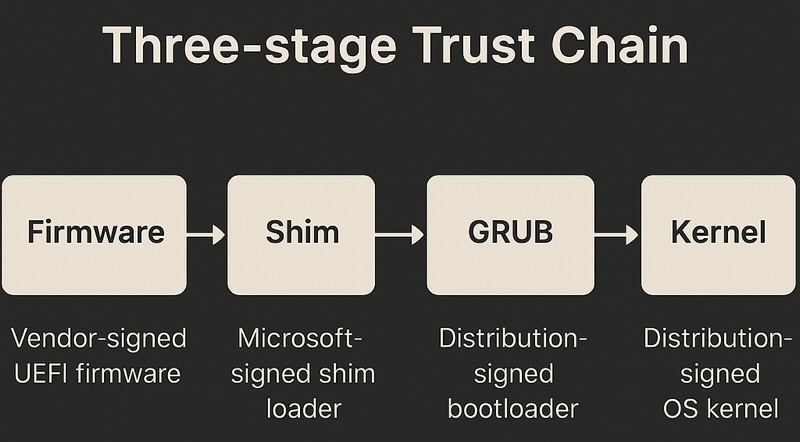 Three-stage Trust Chain
Firmware
Shim
GRUB
Kernel
Vendor-signed
UEFI firmware
Microsoft-
signed shim
loader
Distribution-
signed
bootloader
Distribution-
signed
OS kernel